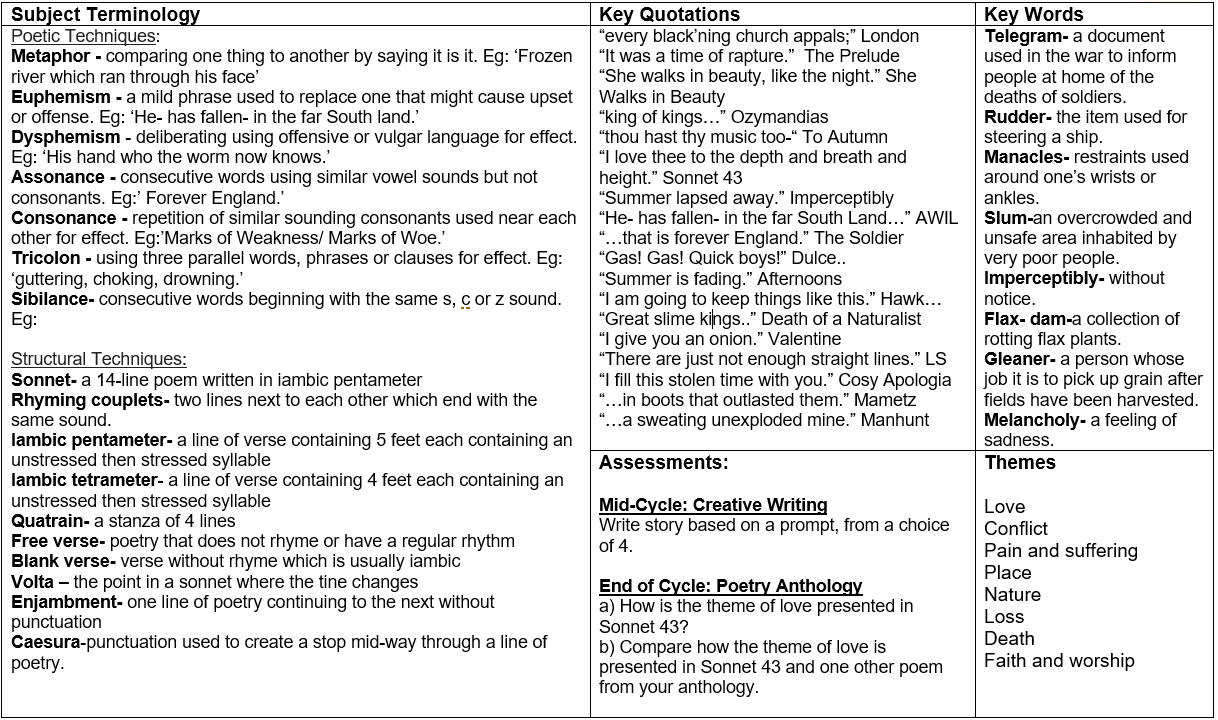 Subject Terminology
Poetic Techniques:
Metaphor - comparing one thing to another by saying it is it. Eg: ‘Frozen
river which ran through his face’
Euphemism - a mild phrase used to replace one that might cause upset
or offense. Eg: ‘He- has fallen- in the far South land.’
Dysphemism - deliberating using offensive or vulgar language for effect.
Eg: ‘His hand who the worm now knows.’
Assonance - consecutive words using similar vowel sounds but not
consonants. Eg:’ Forever England.’
Consonance - repetition of similar sounding consonants used near each
other for effect. Eg:’Marks of Weakness/ Marks of Woe.’
Tricolon - using three parallel words, phrases or clauses for effect. Eg:
‘guttering, choking, drowning.’
Sibilance- consecutive words beginning with the same s, c or z sound.
Eg:
Structural Techniques:
Sonnet- a 14-line poem written in iambic pentameter
Rhyming couplets- two lines next to each other which end with the
same sound.
Iambic pentameter- a line of verse containing 5 feet each containing an
unstressed then stressed syllable
Iambic tetrameter- a line of verse containing 4 feet each containing an
unstressed then stressed syllable
Quatrain- a stanza of 4 lines
Free verse- poetry that does not rhyme or have a regular rhythm
Blank verse- verse without rhyme which is usually iambic
Volta – the point in a sonnet where the tine changes
Enjambment- one line of poetry continuing to the next without
punctuation
Caesura-punctuation used to create a stop mid-way through a line of
poetry.
Key Quotations
“every black’ning church appals;” London
“It was a time of rapture.”  The Prelude
“She walks in beauty, like the night.” She
Walks in Beauty
“king of kings…” Ozymandias
“thou hast thy music too-“ To Autumn
“I love thee to the depth and breath and
height.” Sonnet 43
“Summer lapsed away.” Imperceptibly
“He- has fallen- in the far South Land…” AWIL
“…that is forever England.” The Soldier
“Gas! Gas! Quick boys!” Dulce..
“Summer is fading.” Afternoons
“I am going to keep things like this.” Hawk…
“Great slime kings..” Death of a Naturalist
“I give you an onion.” Valentine
“There are just not enough straight lines.” LS
“I fill this stolen time with you.” Cosy Apologia
“…in boots that outlasted them.” Mametz
“…a sweating unexploded mine.” Manhunt
Assessments:
Mid-Cycle: Creative Writing
Write story based on a prompt, from a choice
of 4.
End of Cycle: Poetry Anthology
a) How is the theme of love presented in
Sonnet 43?
b) Compare how the theme of love is
presented in Sonnet 43 and one other poem
from your anthology.
Key Words
Telegram- a document
used in the war to inform
people at home of the
deaths of soldiers.
Rudder- the item used for
steering a ship.
Manacles- restraints used
around one’s wrists or
ankles.
Slum-an overcrowded and
unsafe area inhabited by
very poor people.
Imperceptibly- without
notice.
Flax- dam-a collection of
rotting flax plants.
Gleaner- a person whose
job it is to pick up grain after
fields have been harvested.
Melancholy- a feeling of
sadness.
Themes
Love
Conflict
Pain and suffering
Place
Nature
Loss
Death
Faith and worship